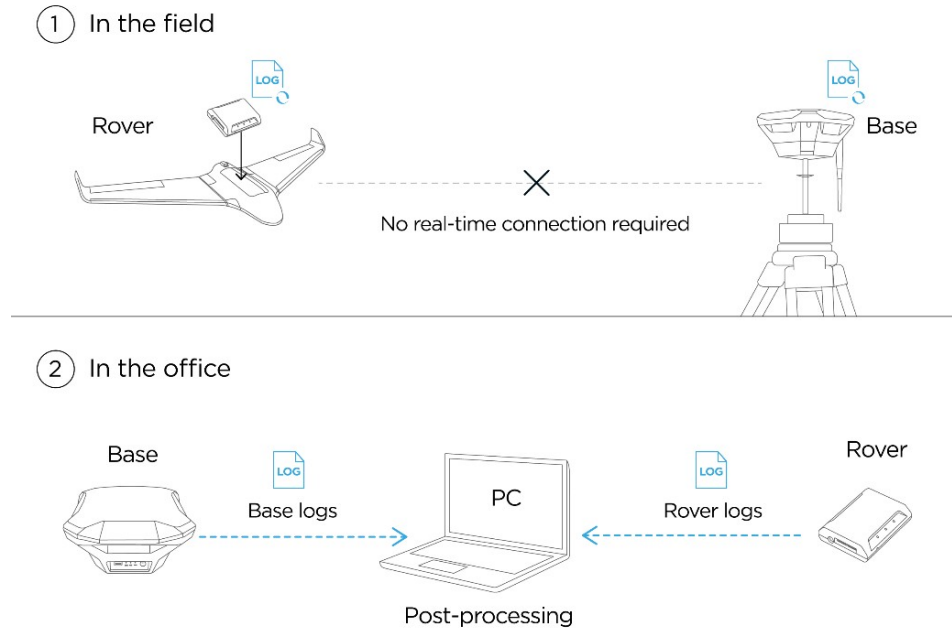 1 In the field
LOG
LOG
Rover
Base
No real-time connection required
2 In the office
Base
Rover
LOG
LOG
PC
Base logs
Rover logs
Post-processing